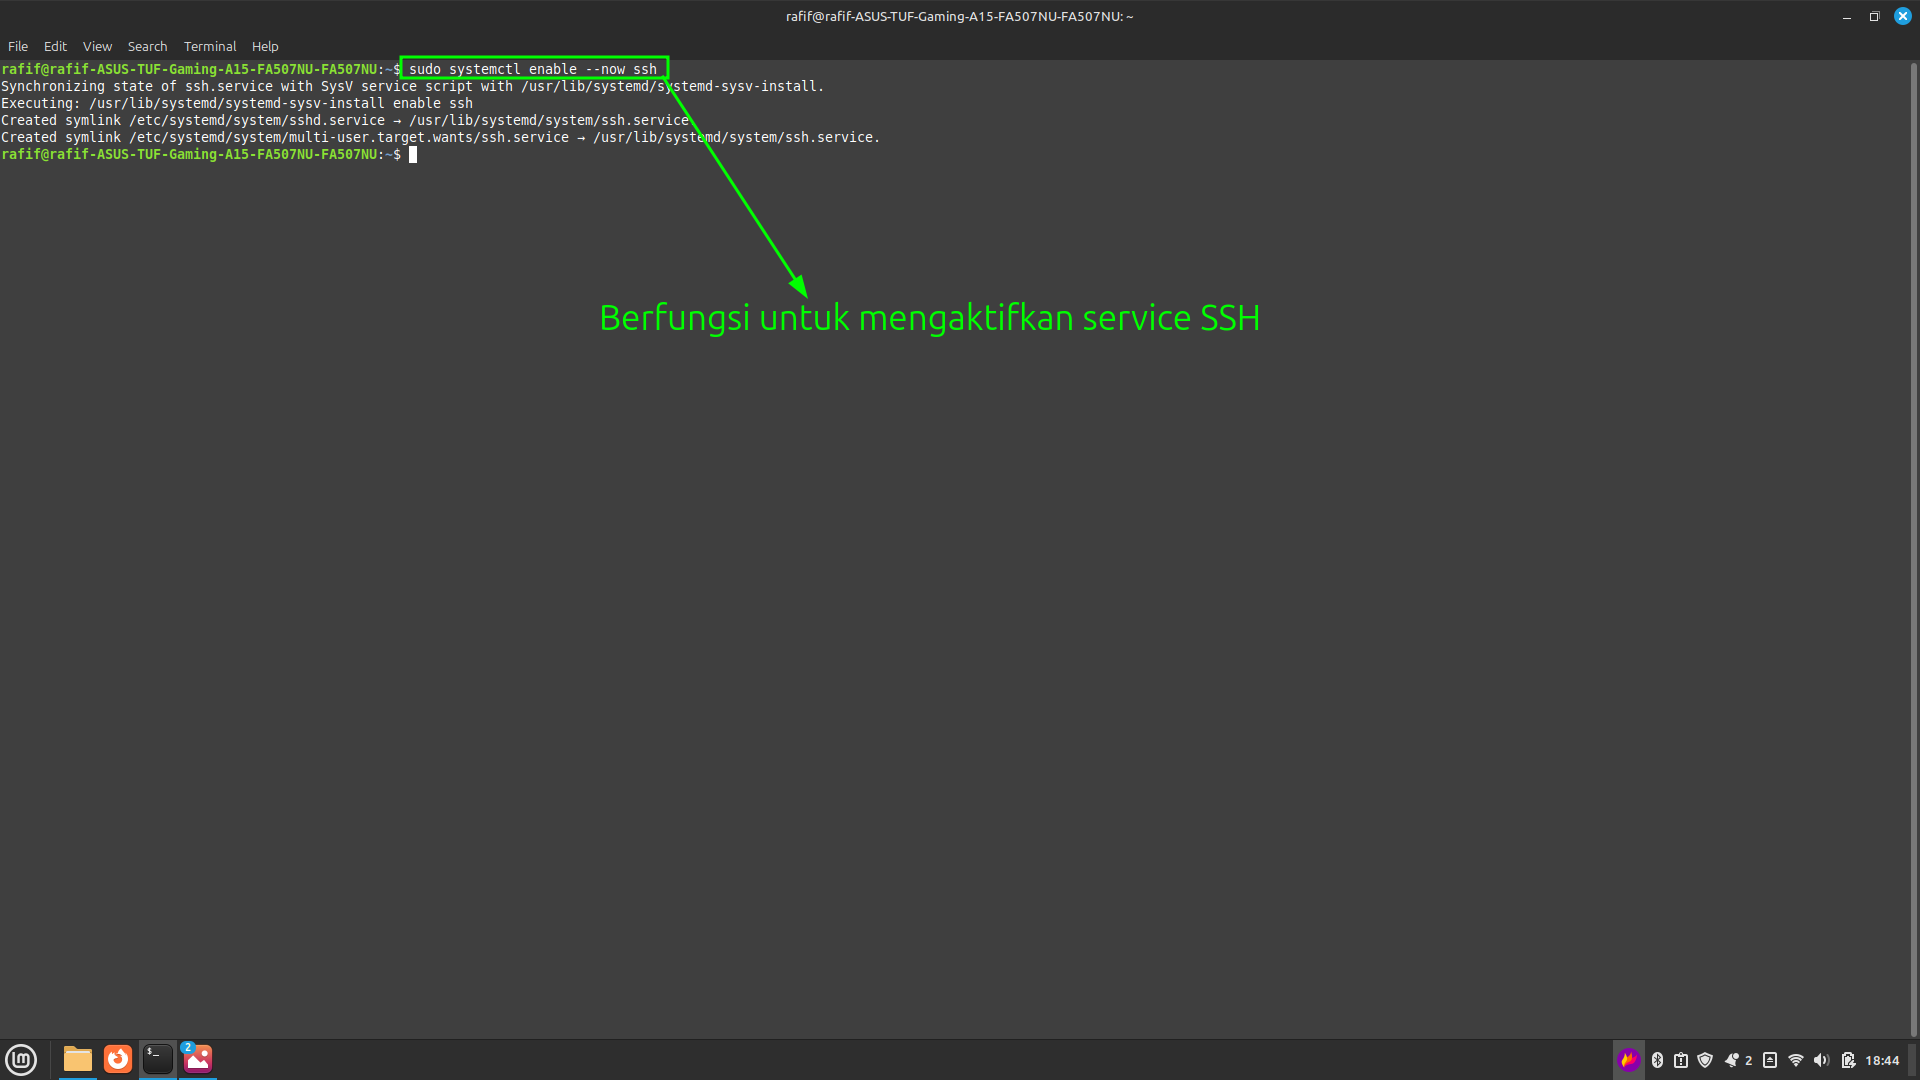 rafif@rafif-ASUS-TUF-Gaming-A15-FA507NU-FA507NU: ~
File Edit View Search Terminal Help
rafif@rafif-ASUS-TUF-Gaming-A15-FA507NU-FA507NU:~$ sudo systemctl enable --now ssh
Synchronizing state of ssh.service with SysV service script with /usr/lib/systemd/systemd-sysv-install.
Executing: /usr/lib/systemd/systemd-sysv-install enable ssh
Created symlink /etc/systemd/system/sshd.service → /usr/lib/systemd/system/ssh.service
Created symlink /etc/systemd/system/multi-user.target.wants/ssh.service → /usr/lib/systemd/system/ssh.service.
rafif@rafif-ASUS-TUF-Gaming-A15-FA507NU-FA507NU:~$
Berfungsi untuk mengaktifkan service SSH
$_ 2 2 18:44